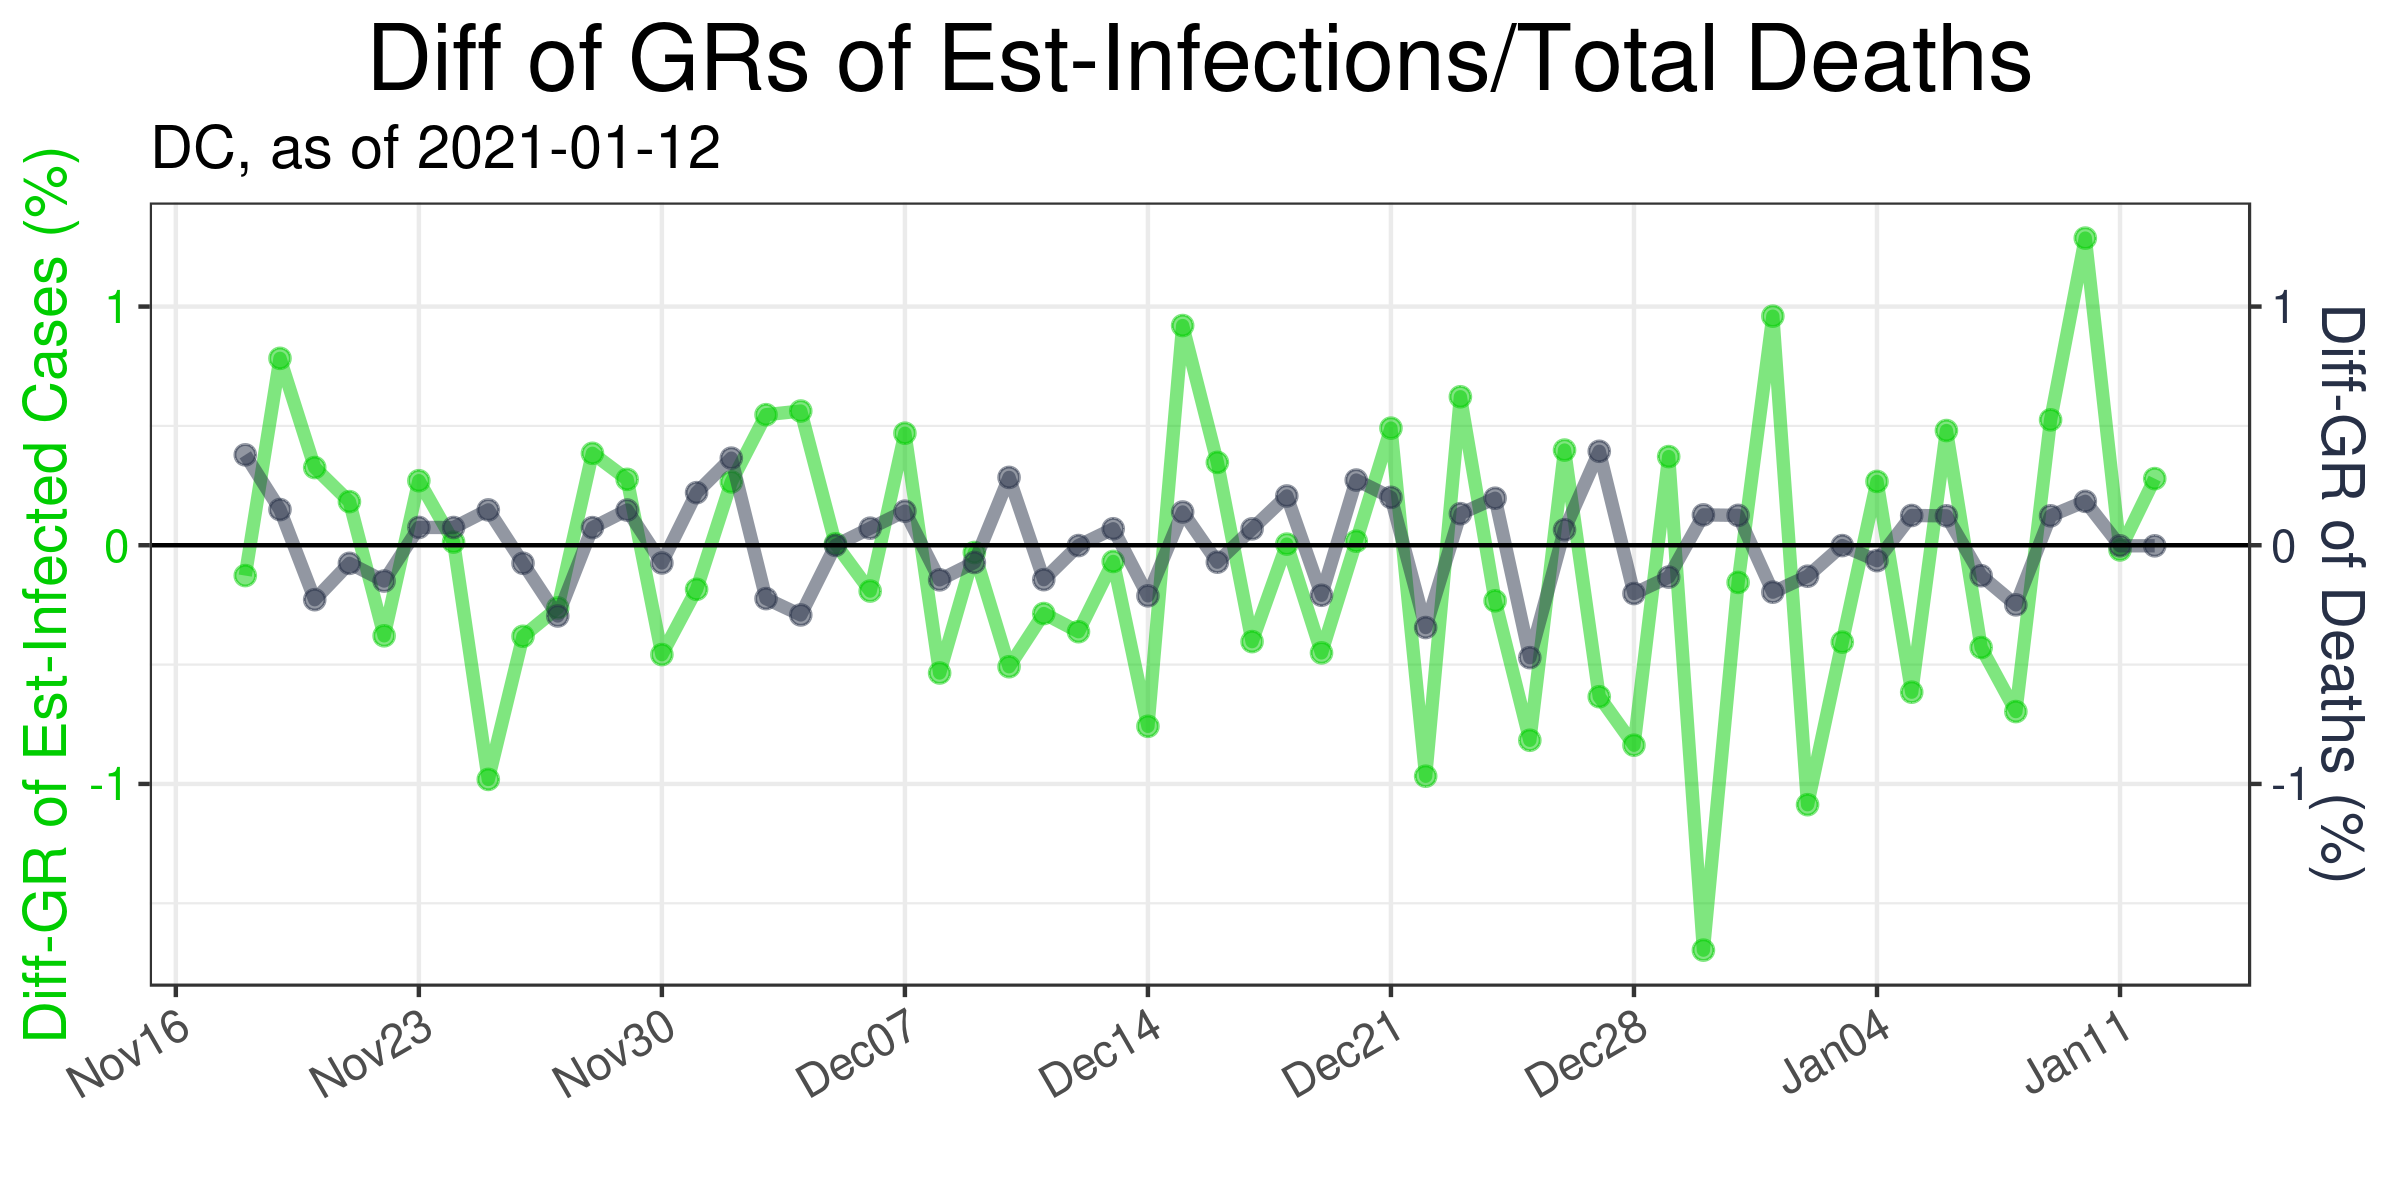 Diff of GRs of Est-Infections/Total Deaths
DC, as of 2021-01-12
Diff-GR of Est-Infected Cases (%)
1
0
-1
1
0
-1
Diff-GR of Deaths (%)
Nov16
Nov23
Nov30
Dec07
Dec14
Dec21
Dec28
Jan04
Jan11